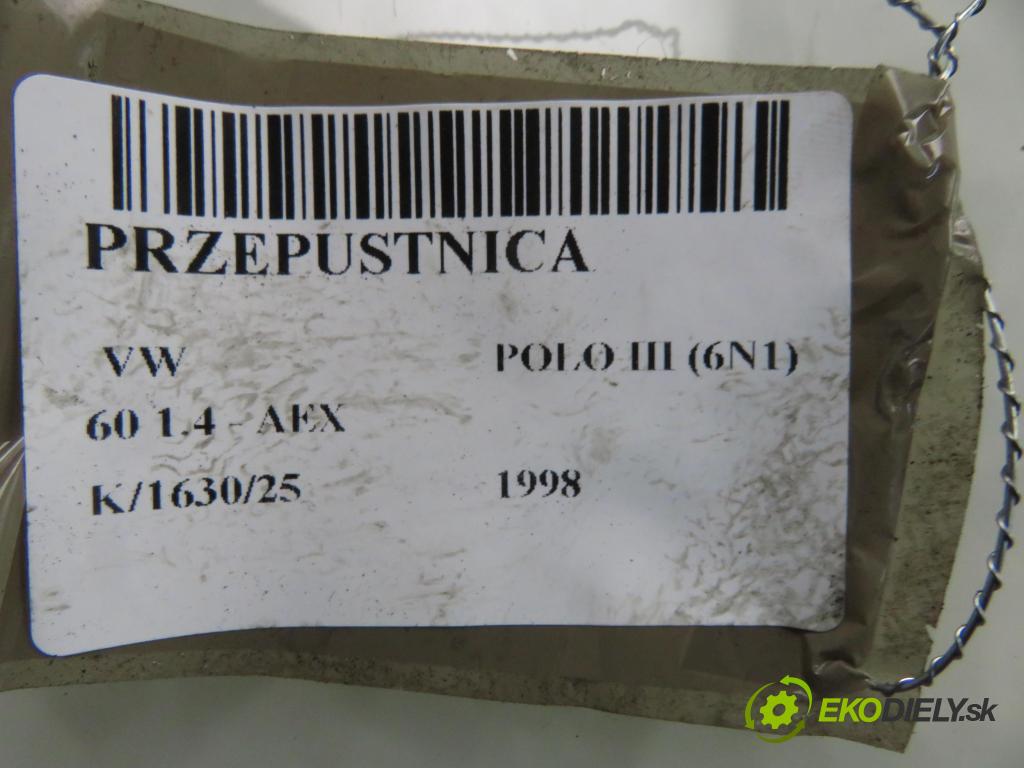 PRZEPUSTNICA
VW POLO III (6N1)
60 1.4 - AEX
K/1630/25 1998
EKODIELY.sk